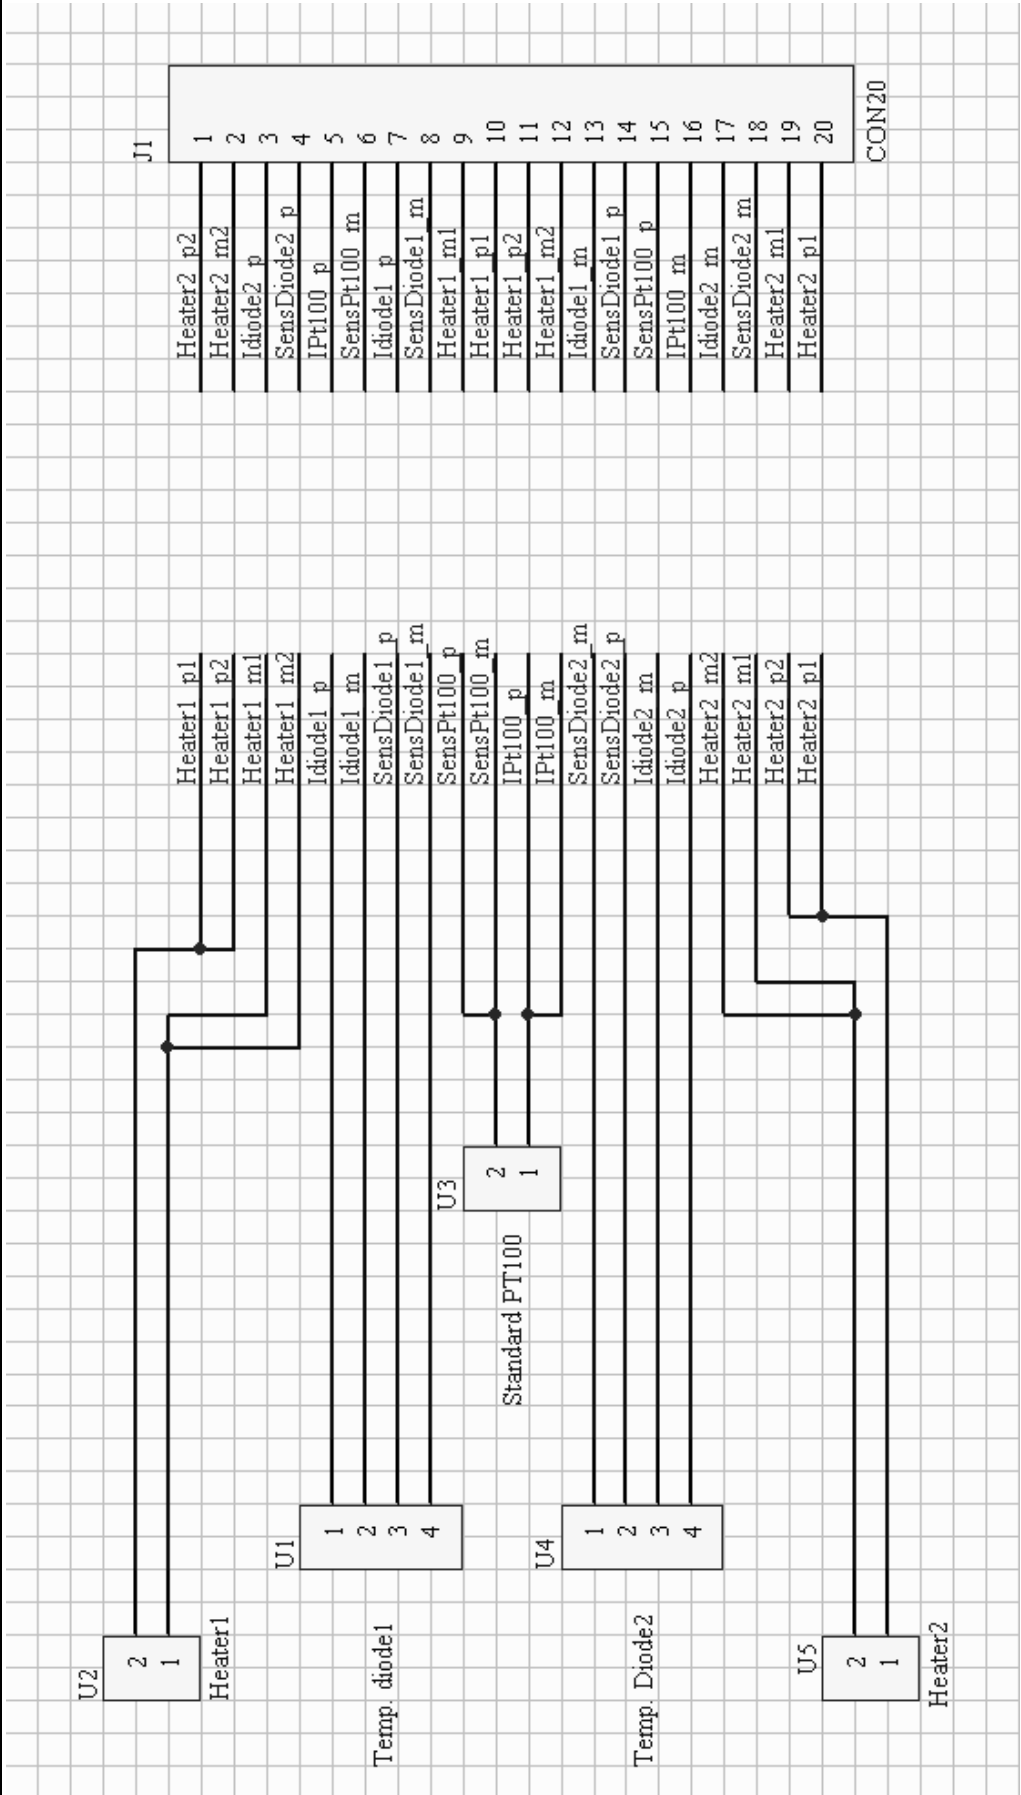 J1
CON20
1
2
3
4
5
6
7
8
9
10
11
12
13
14
15
16
17
18
19
20
Heater2_p2
Heater2_m2
Idiode2_p
SensDiode2_p
IPt100_p
SensPt100_m
Idiode1_p
SensDiode1_m
Heater1_m1
Heater1_p1
Heater1_p2
Heater1_m2
Idiode1_m
SensDiode1_p
SensPt100_p
IPt100_m
Idiode2_m
SensDiode2_m
Heater2_m1
Heater2_p1
Heater1_p1
Heater1_p2
Heater1_m1
Heater1_m2
Idiode1_p
Idiode1_m
SensDiode1_p
SensDiode1_m
SensPt100_p
SensPt100_m
IPt100_p
IPt100_m
SensDiode2_m
SensDiode2_p
Idiode2_m
Idiode2_p
Heater2_m2
Heater2_m1
Heater2_p2
Heater2_p1
U3
2
1
Standard PT100
U1
1
2
3
4
Temp. diode1
U4
1
2
3
4
Temp. Diode2
U2
2
1
Heater1
U5
2
1
Heater2